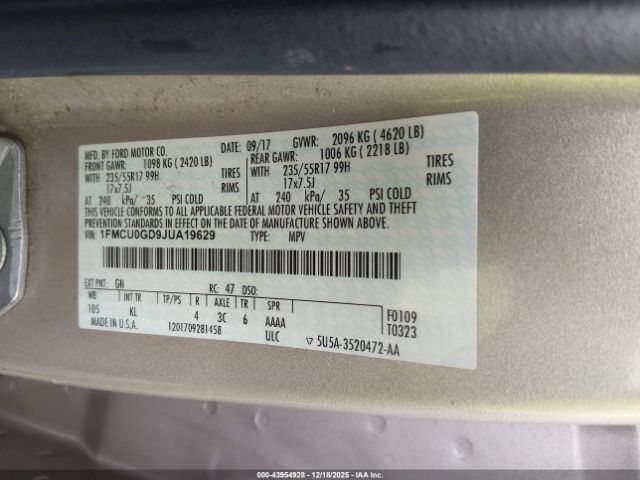 MFD. BY FORD MOTOR CO. DATE: 09/17 GVWR: 2096 KG ( 4620 LB)
FRONT GAWR: 1098 KG ( 2420 LB) REAR GAWR: 1006 KG ( 2218 LB)
WITH 235/55R17 99H TIRES WITH 235/55R17 99H TIRES
17x7.5J RIMS 17x7.5J RIMS
AT 240 kPa/ 35 PSI COLD AT 240 kPa/ 35 PSI COLD
THIS VEHICLE CONFORMS TO ALL APPLICABLE FEDERAL MOTOR VEHICLE SAFETY AND THEFT
PREVENTION STANDARDS IN EFFECT ON THE DATE OF MANUFACTURE SHOWN ABOVE.
VIN: 1FMCU0GD9JUA19629 TYPE: MPV
EXT PNT: GN RC: 47 DSO:
WB INT TR TP/PS R AXLE TR SPR
105 KL 4 3C 6 AAAA
ULC
F0109
T0323
MADE IN U.S.A. 1201709281458 ▽ 5U5A-3520472-AA
00-43954928 - 12/18/2025 - © IAA Holdings, LLC